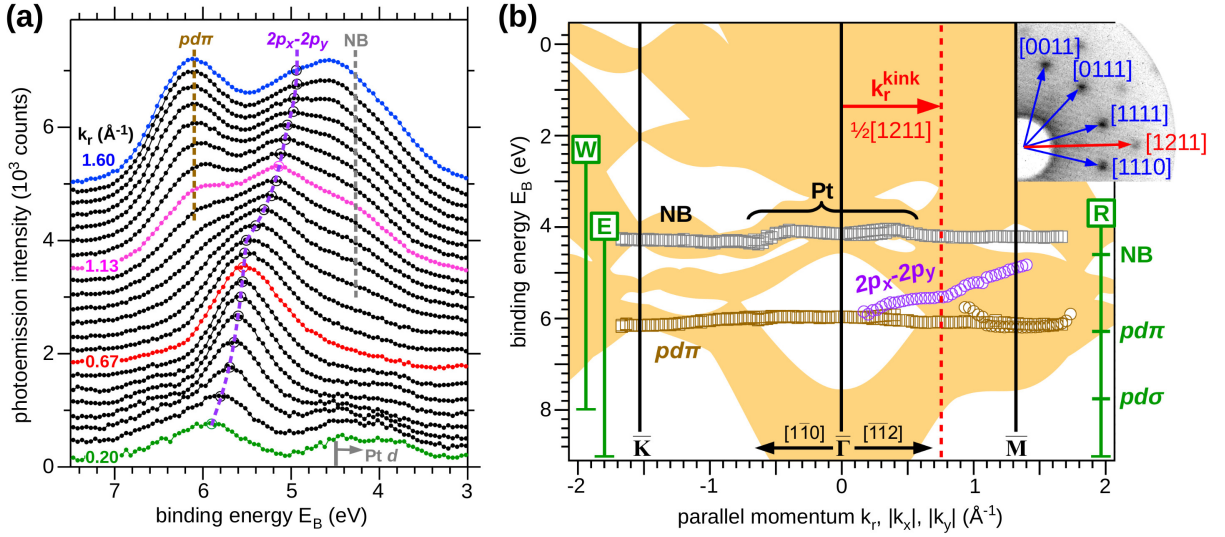 (a)
pdπ
2px-2py
NB
photoemission intensity (10³ counts)
6
4
2
0
kr (Å-1)
1.60
1.13
0.67
0.20
Pt d
7
6
5
4
3
binding energy EB (eV)
(b)
0
2
4
6
8
binding energy EB (eV)
W
E
R
NB
Pt
kr kink
½[1211]
2px-2py
pdπ
[0011]
[0111]
[1111]
[1211]
[1110]
NB
pdπ
pdσ
[11̅0]
[1̅1̅2]
K̅
Γ̅
M̅
-2
-1
0
1
2
parallel momentum kr, |kx|, |ky| (Å-1)